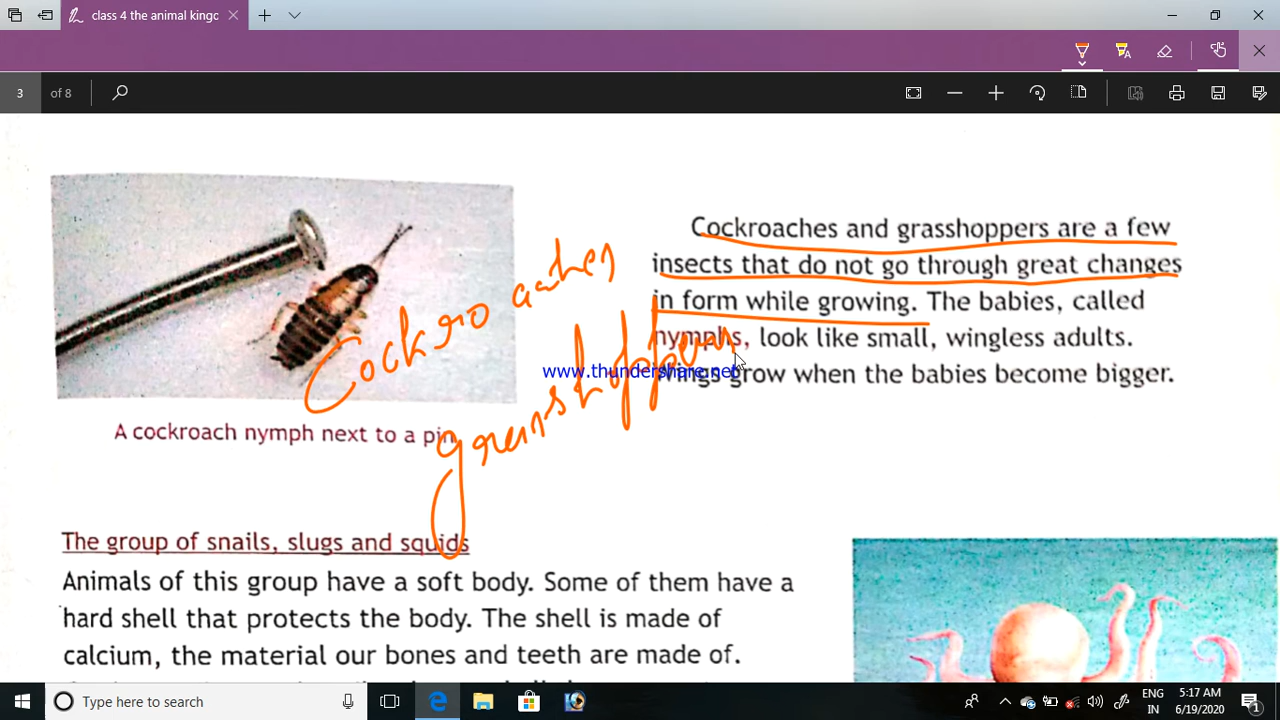 class 4 the animal kingc
3 of 8
Cockroaches and grasshoppers are a few
insects that do not go through great changes
in form while growing. The babies, called
nymphs, look like small, wingless adults.
Wings grow when the babies become bigger.
Cockroaches
grasshoppers
www.thundershare.net
A cockroach nymph next to a pin
The group of snails, slugs and squids
Animals of this group have a soft body. Some of them have a
hard shell that protects the body. The shell is made of
calcium, the material our bones and teeth are made of.
Type here to search
ENG
IN
5:17 AM
6/19/2020
1